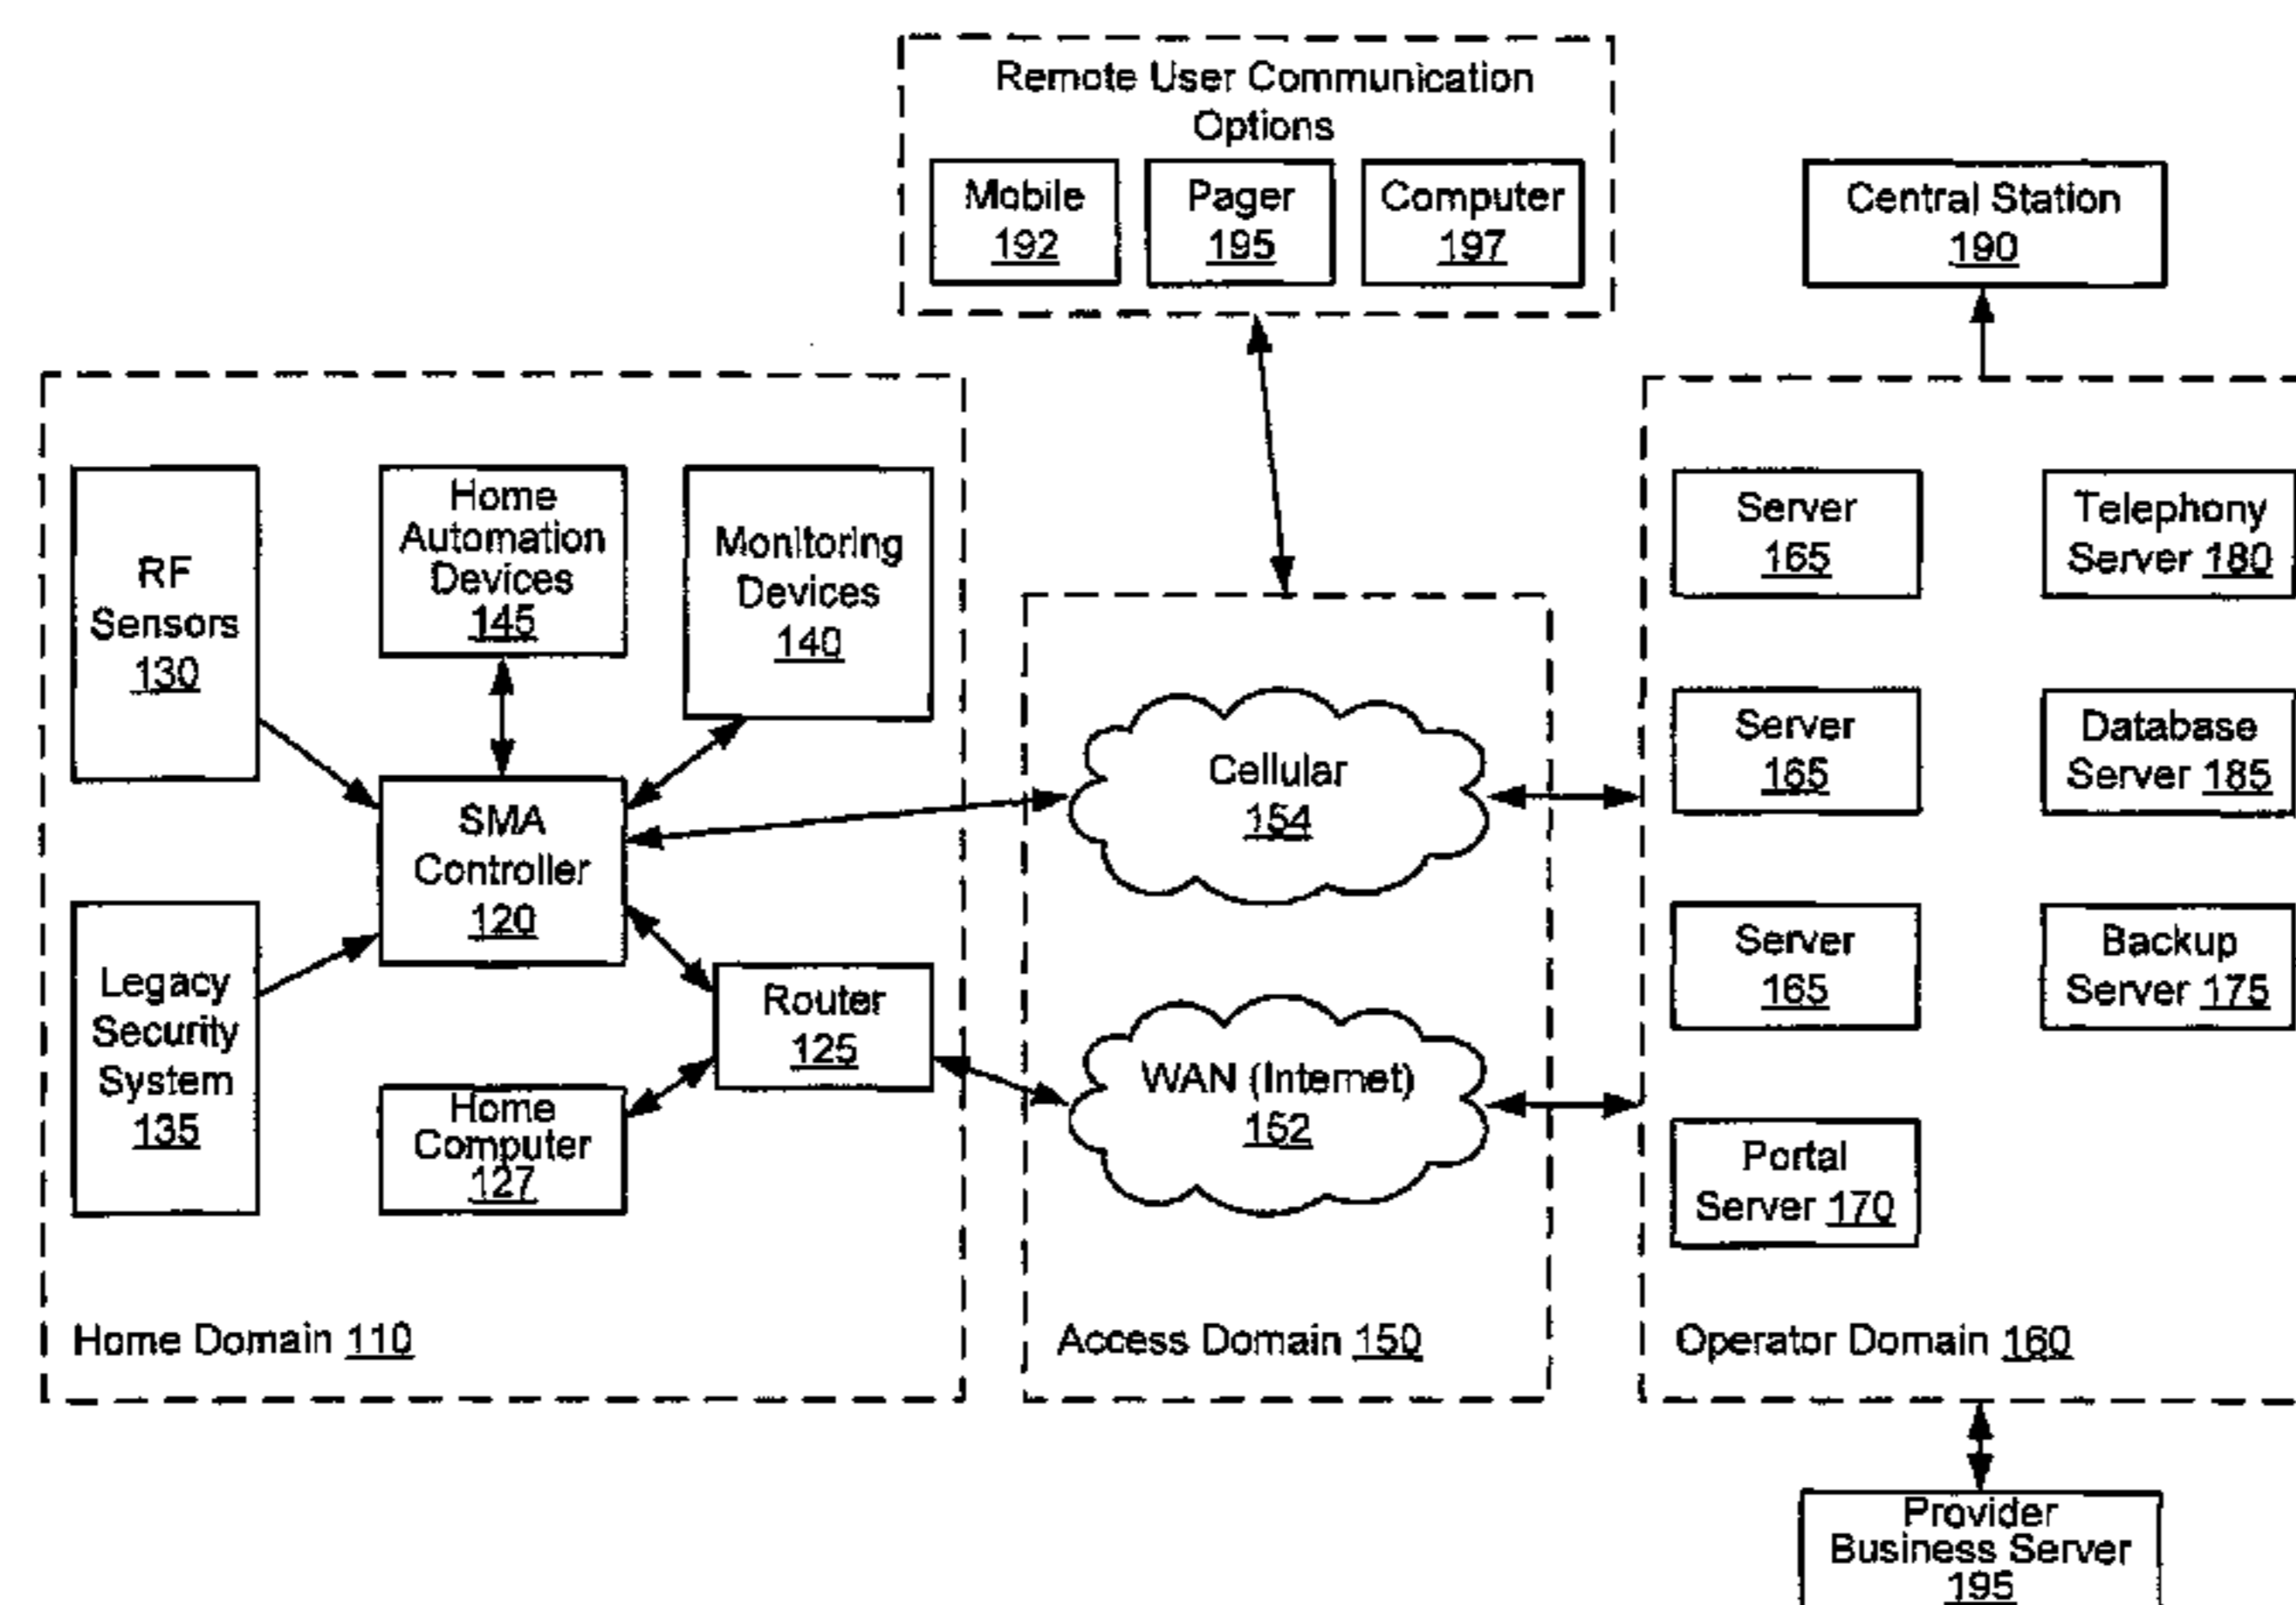 Remote User Communication
Options
Mobile
192
Pager
195
Computer
197
Central Station
190
RF
Sensors
130
Home
Automation
Devices
145
Monitoring
Devices
140
SMA
Controller
120
Legacy
Security
System
135
Router
125
Home
Computer
127
Home Domain 110
Cellular
154
WAN (Internet)
152
Access Domain 150
Server
165
Telephony
Server 180
Server
165
Database
Server 185
Server
165
Backup
Server 175
Portal
Server 170
Operator Domain 160
Provider
Business Server
195